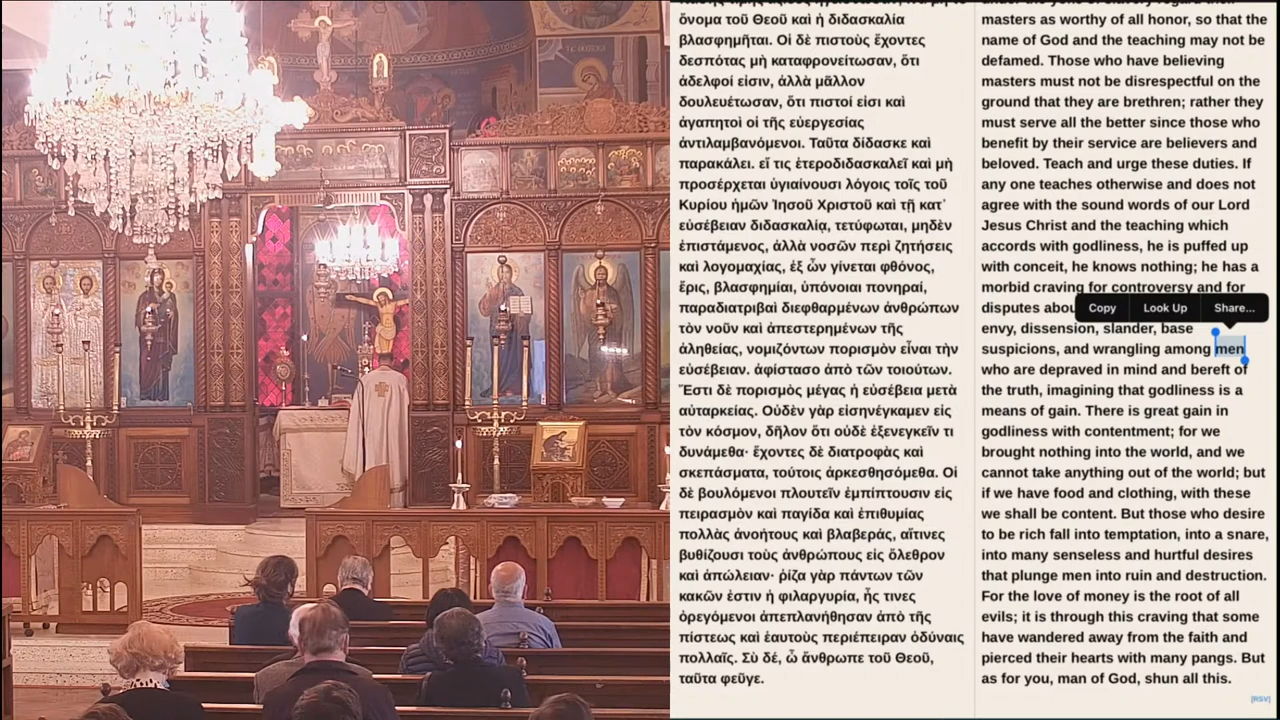 ὄνομα τοῦ Θεοῦ καὶ ἡ διδασκαλία
βλασφημῆται. Οἱ δὲ πιστοὺς ἔχοντες
δεσπότας μὴ καταφρονείτωσαν, ὅτι
ἀδελφοί εἰσιν, ἀλλὰ μᾶλλον
δουλευέτωσαν, ὅτι πιστοί εἰσι καὶ
ἀγαπητοὶ οἱ τῆς εὐεργεσίας
ἀντιλαμβανόμενοι. Ταῦτα δίδασκε καὶ
παρακάλει. εἴ τις ἑτεροδιδασκαλεῖ καὶ μὴ
προσέρχεται ὑγιαίνουσι λόγοις τοῖς τοῦ
Κυρίου ἡμῶν Ἰησοῦ Χριστοῦ καὶ τῇ κατ᾽
εὐσέβειαν διδασκαλίᾳ, τετύφωται, μηδὲν
ἐπιστάμενος, ἀλλὰ νοσῶν περὶ ζητήσεις
καὶ λογομαχίας, ἐξ ὧν γίνεται φθόνος,
ἔρις, βλασφημίαι, ὑπόνοιαι πονηραί,
παραδιατριβαὶ διεφθαρμένων ἀνθρώπων
τὸν νοῦν καὶ ἀπεστερημένων τῆς
ἀληθείας, νομιζόντων πορισμὸν εἶναι τὴν
εὐσέβειαν. ἀφίστασο ἀπὸ τῶν τοιούτων.
Ἔστι δὲ πορισμὸς μέγας ἡ εὐσέβεια μετὰ
αὐταρκείας. Οὐδὲν γὰρ εἰσηνέγκαμεν εἰς
τὸν κόσμον, δῆλον ὅτι οὐδὲ ἐξενεγκεῖν τι
δυνάμεθα· ἔχοντες δὲ διατροφὰς καὶ
σκεπάσματα, τούτοις ἀρκεσθησόμεθα. Οἱ
δὲ βουλόμενοι πλουτεῖν ἐμπίπτουσιν εἰς
πειρασμὸν καὶ παγίδα καὶ ἐπιθυμίας
πολλὰς ἀνοήτους καὶ βλαβεράς, αἵτινες
βυθίζουσι τοὺς ἀνθρώπους εἰς ὄλεθρον
καὶ ἀπώλειαν· ῥίζα γὰρ πάντων τῶν
κακῶν ἐστιν ἡ φιλαργυρία, ἧς τινες
ὀρεγόμενοι ἀπεπλανήθησαν ἀπὸ τῆς
πίστεως καὶ ἑαυτοὺς περιέπειραν ὀδύναις
πολλαῖς. Σὺ δέ, ὦ ἄνθρωπε τοῦ Θεοῦ,
ταῦτα φεῦγε.
masters as worthy of all honor, so that the
name of God and the teaching may not be
defamed. Those who have believing
masters must not be disrespectful on the
ground that they are brethren; rather they
must serve all the better since those who
benefit by their service are believers and
beloved. Teach and urge these duties. If
any one teaches otherwise and does not
agree with the sound words of our Lord
Jesus Christ and the teaching which
accords with godliness, he is puffed up
with conceit, he knows nothing; he has a
morbid craving for controversy and for
disputes abou
Copy Look Up Share...
envy, dissension, slander, base
suspicions, and wrangling among men
who are depraved in mind and bereft of
the truth, imagining that godliness is a
means of gain. There is great gain in
godliness with contentment; for we
brought nothing into the world, and we
cannot take anything out of the world; but
if we have food and clothing, with these
we shall be content. But those who desire
to be rich fall into temptation, into a snare,
into many senseless and hurtful desires
that plunge men into ruin and destruction.
For the love of money is the root of all
evils; it is through this craving that some
have wandered away from the faith and
pierced their hearts with many pangs. But
as for you, man of God, shun all this.
[RSV]